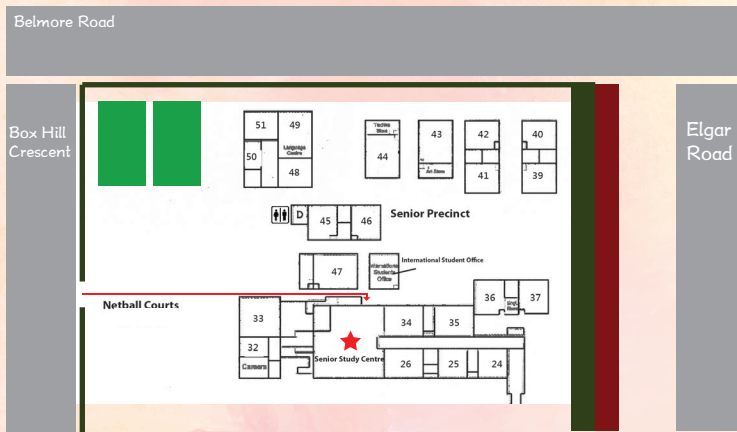 Belmore Road
Box Hill
Crescent
Elgar
Road
51
49
Language
Centre
50
48
Textiles
Store
44
43
Art Store
42
41
40
39
D
45
46
Senior Precinct
47
International
Students
Office
International Student Office
Netball Courts
33
32
Careers
34
35
36
37
Senior Study Centre
26
25
24